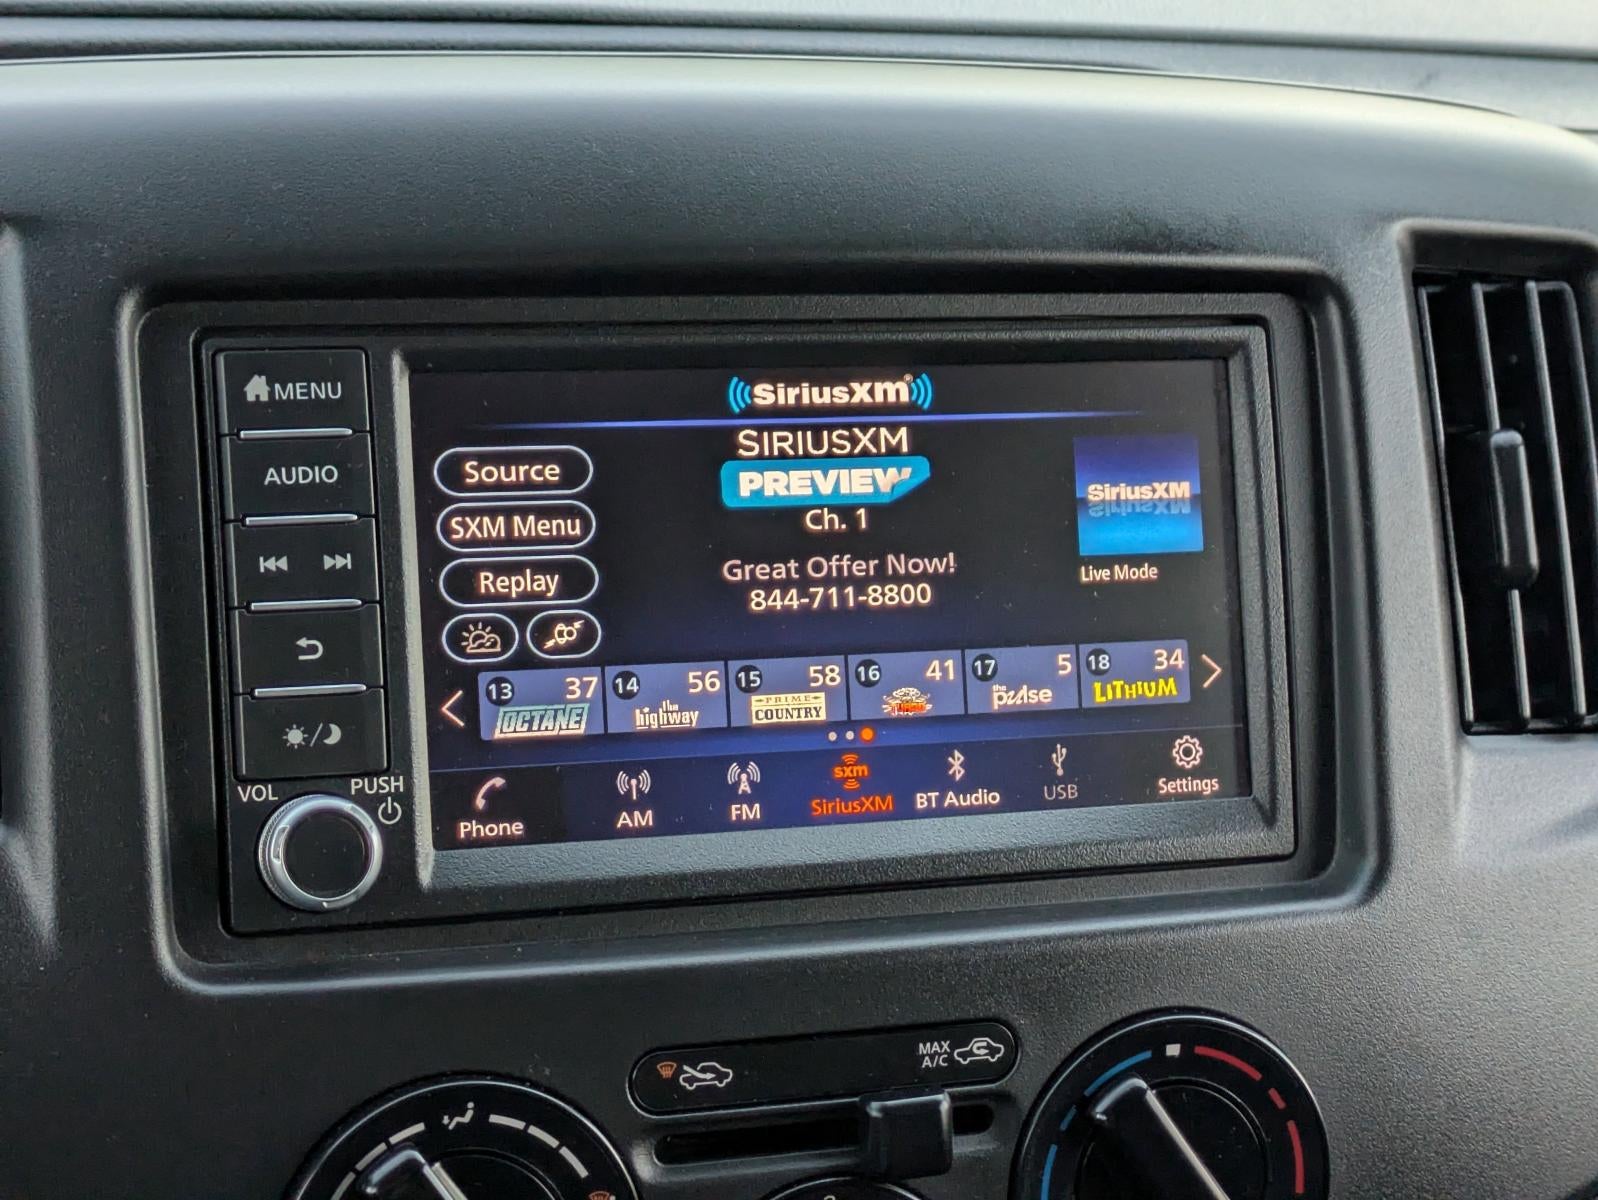 MENU
AUDIO
VOL
PUSH
SiriusXM®
SIRIUSXM
PREVIEW
Ch. 1
Great Offer Now!
844-711-8800
Source
SXM Menu
Replay
SiriusXM
Live Mode
13 37 OCTANE
14 56 the highway
15 58 PRIME COUNTRY
16 41 TURBO
17 5 the pulse
18 34 LiTHiUM
Phone
AM
FM
sxm
SiriusXM
BT Audio
USB
Settings
MAX
A/C